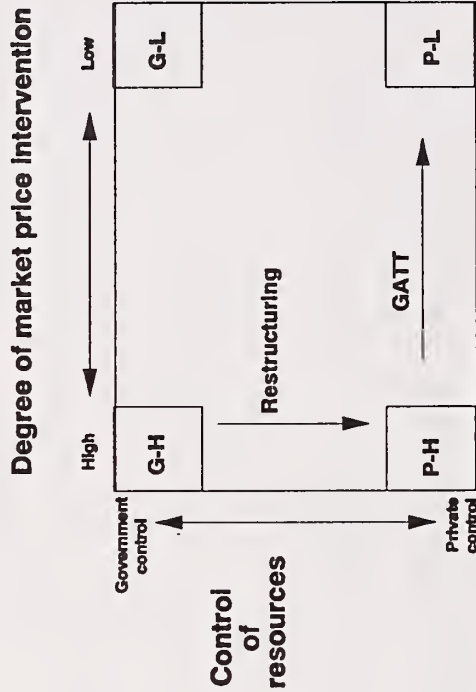 Degree of market price intervention
High
Low
Government
control
G-H
G-L
Control
of
resources
Restructuring
GATT
Private
control
P-H
P-L